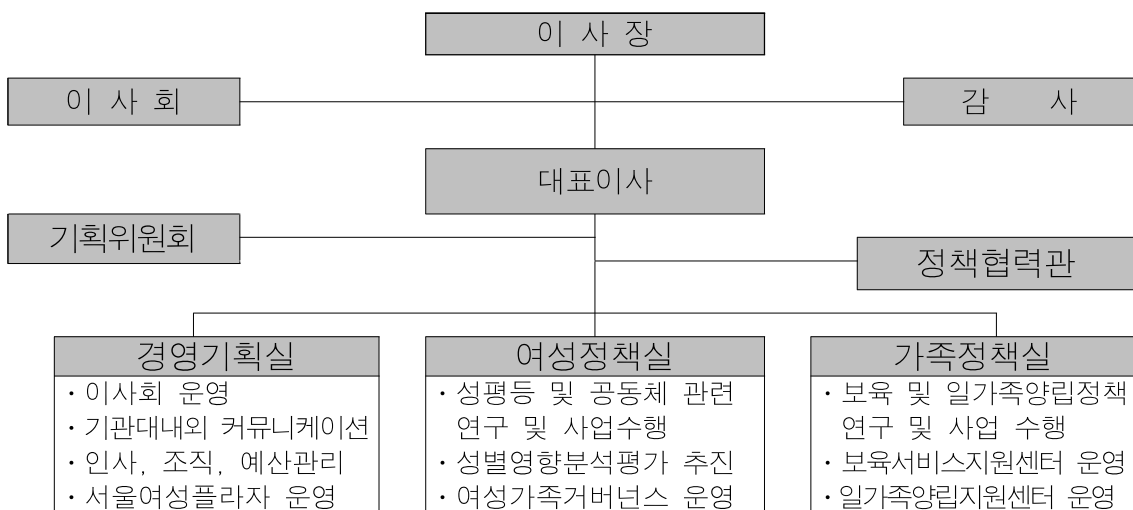 이 사 장
이 사 회
감 사
대표이사
기획위원회
정책협력관
경영기획실
· 이사회 운영
· 기관대내외 커뮤니케이션
· 인사, 조직, 예산관리
· 서울여성플라자 운영
여성정책실
· 성평등 및 공동체 관련
연구 및 사업수행
· 성별영향분석평가 추진
· 여성가족거버넌스 운영
가족정책실
· 보육 및 일가족양립정책
연구 및 사업 수행
· 보육서비스지원센터 운영
· 일가족양립지원센터 운영